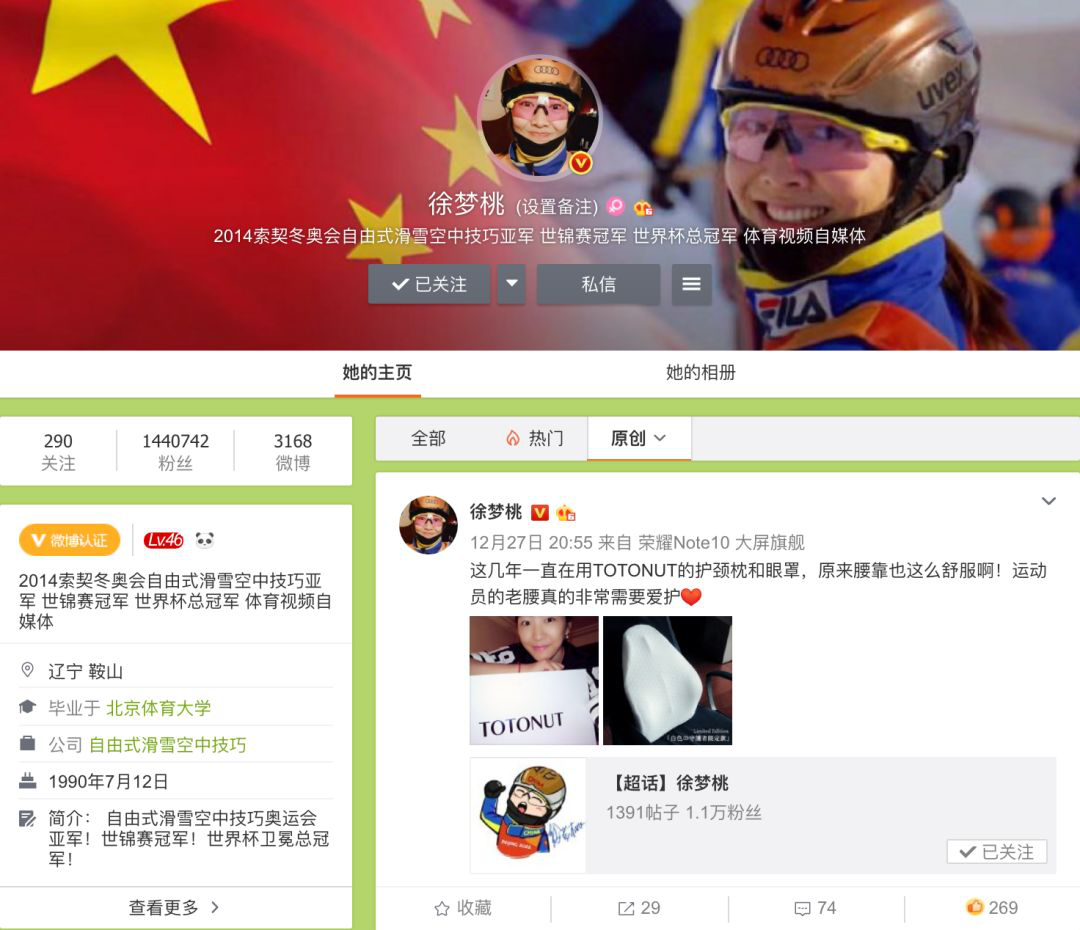 uvex
FILA
徐梦桃 (设置备注)
2014索契冬奥会自由式滑雪空中技巧亚军 世锦赛冠军 世界杯总冠军 体育视频自媒体
已关注
私信
她的主页
她的相册
290
关注
1440742
粉丝
3168
微博
微博认证
Lv.46
2014索契冬奥会自由式滑雪空中技巧亚
军 世锦赛冠军 世界杯总冠军 体育视频自
媒体
辽宁 鞍山
毕业于 北京体育大学
公司 自由式滑雪空中技巧
1990年7月12日
简介: 自由式滑雪空中技巧奥运会
亚军!世锦赛冠军!世界杯卫冕总冠
军!
查看更多
全部
热门
原创
徐梦桃
12月27日 20:55 来自 荣耀Note10 大屏旗舰
这几年一直在用TOTONUT的护颈枕和眼罩，原来腰靠也这么舒服啊！运动
员的老腰真的非常需要爱护
TOTONUT
Limited Edition
【超话】徐梦桃
1391帖子 1.1万粉丝
已关注
收藏
29
74
269